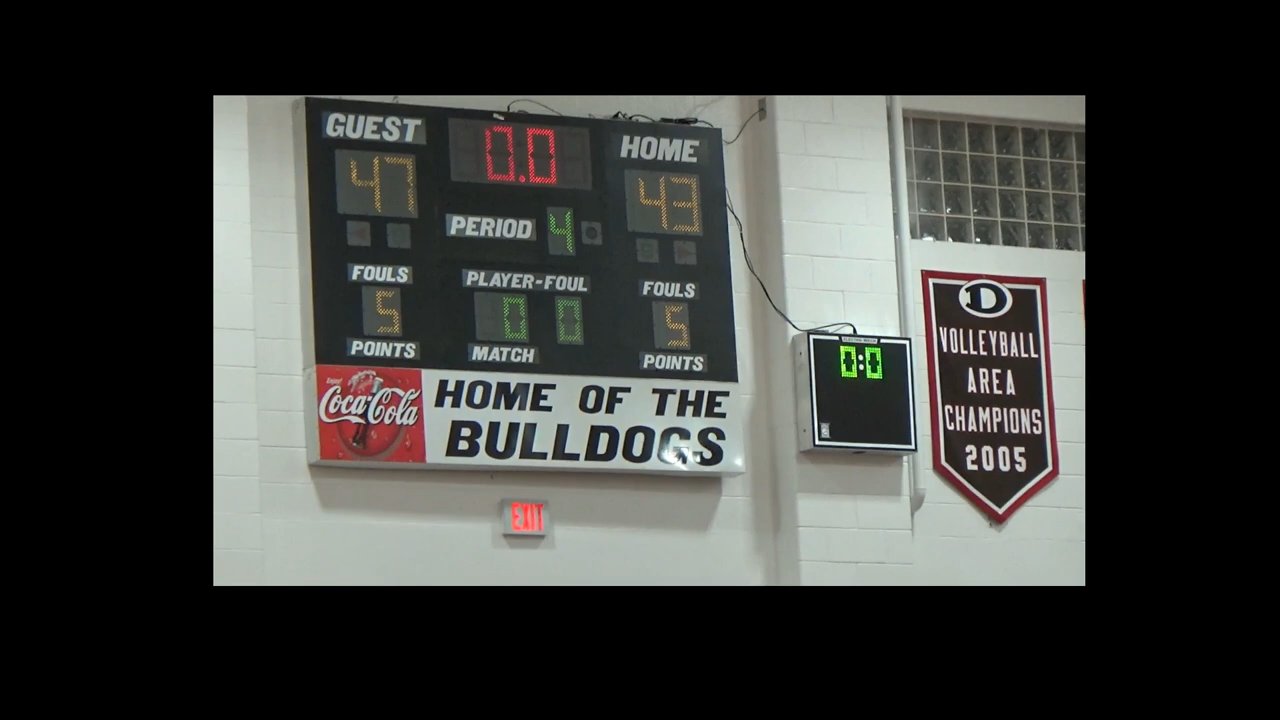 GUEST
0.0
HOME
47
43
PERIOD 4
FOULS
PLAYER-FOUL
FOULS
5
0 0
5
POINTS
MATCH
POINTS
Coca-Cola
HOME OF THE
BULLDOGS
EXIT
0:0
D
VOLLEYBALL
AREA
CHAMPIONS
2005